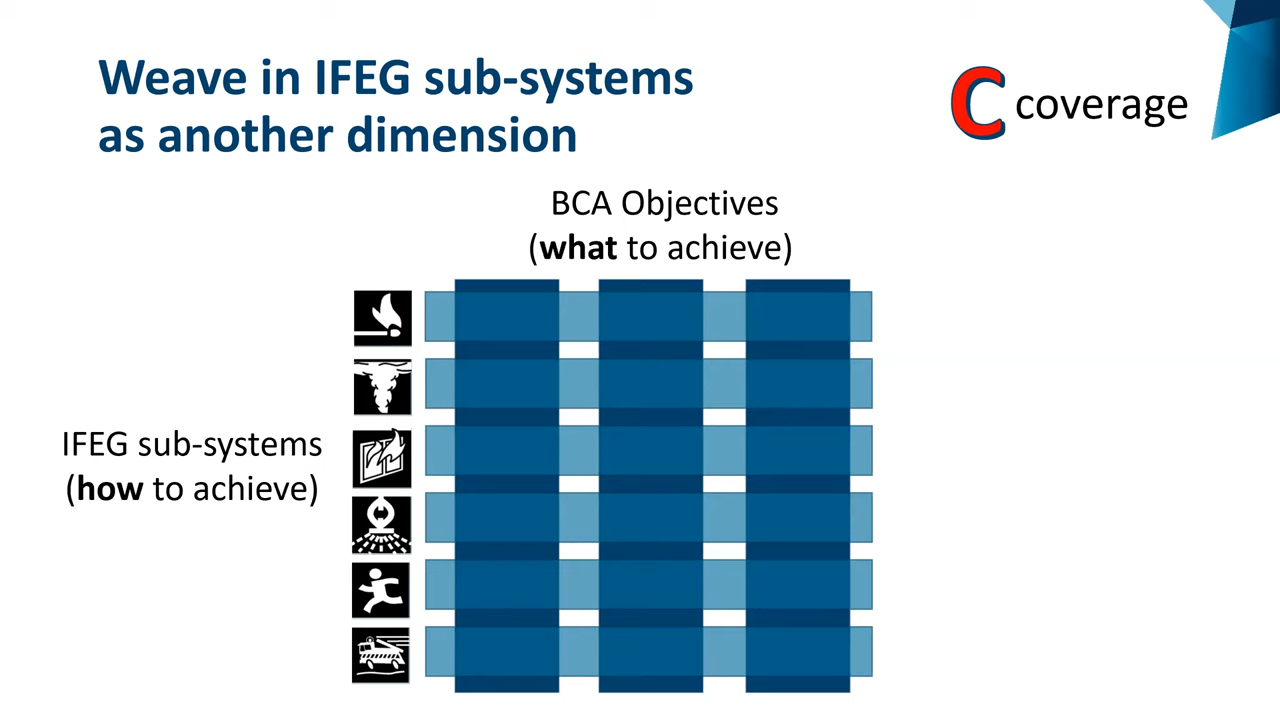 Weave in IFEG sub-systems
as another dimension
C coverage
BCA Objectives
(what to achieve)
IFEG sub-systems
(how to achieve)